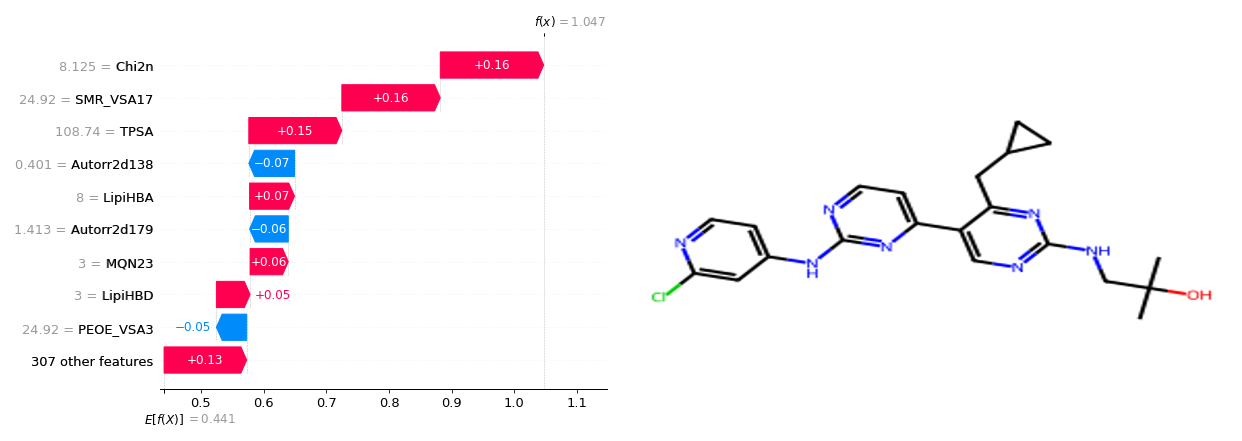 f(x) = 1.047
8.125 = Chi2n
+0.16
24.92 = SMR_VSA17
+0.16
108.74 = TPSA
+0.15
0.401 = Autorr2d138
−0.07
8 = LipiHBA
+0.07
1.413 = Autorr2d179
−0.06
3 = MQN23
+0.06
3 = LipiHBD
+0.05
24.92 = PEOE_VSA3
−0.05
307 other features
+0.13
0.5 0.6 0.7 0.8 0.9 1.0 1.1
E[f(X)] = 0.441
N
N
N
NH
N
N
NH
OH
Cl